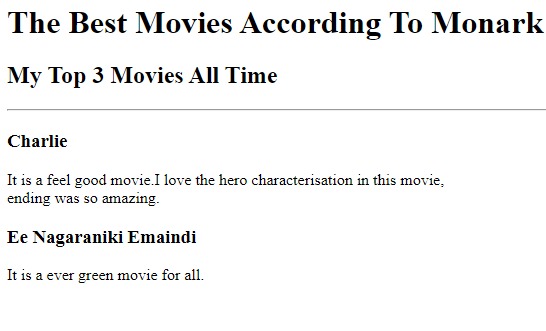 The Best Movies According To Monark
My Top 3 Movies All Time
Charlie
It is a feel good movie.I love the hero characterisation in this movie,
ending was so amazing.
Ee Nagaraniki Emaindi
It is a ever green movie for all.